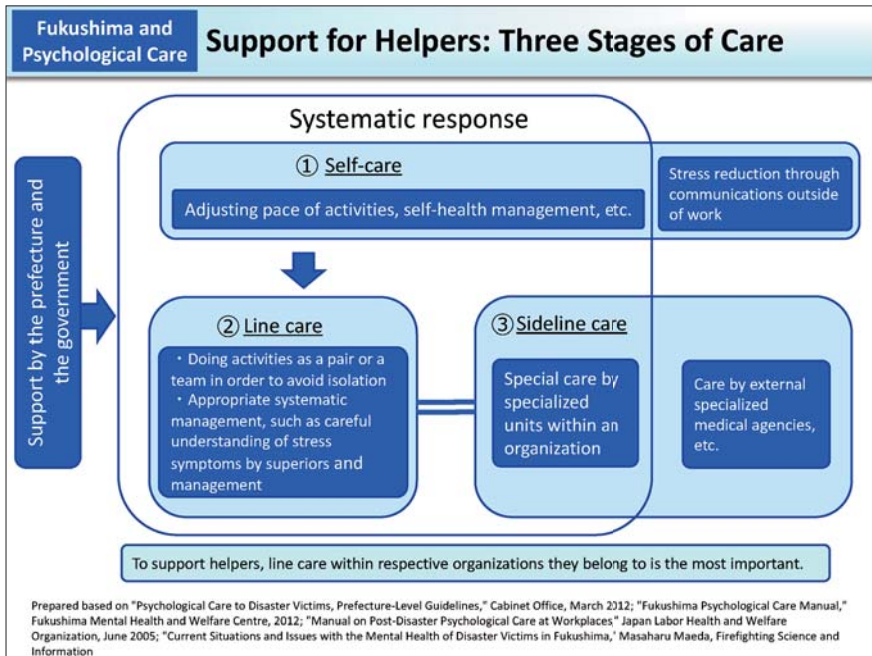 Fukushima and
Psychological Care
Support for Helpers: Three Stages of Care
Support by the prefecture and
the government
Systematic response
① Self-care
Adjusting pace of activities, self-health management, etc.
Stress reduction through
communications outside
of work
② Line care
・Doing activities as a pair or a
team in order to avoid isolation
・Appropriate systematic
management, such as careful
understanding of stress
symptoms by superiors and
management
③ Sideline care
Special care by
specialized
units within an
organization
Care by external
specialized
medical agencies,
etc.
To support helpers, line care within respective organizations they belong to is the most important.
Prepared based on "Psychological Care to Disaster Victims, Prefecture-Level Guidelines," Cabinet Office, March 2012; "Fukushima Psychological Care Manual,"
Fukushima Mental Health and Welfare Centre, 2012; "Manual on Post-Disaster Psychological Care at Workplaces," Japan Labor Health and Welfare
Organization, June 2005; "Current Situations and Issues with the Mental Health of Disaster Victims in Fukushima,' Masaharu Maeda, Firefighting Science and
Information